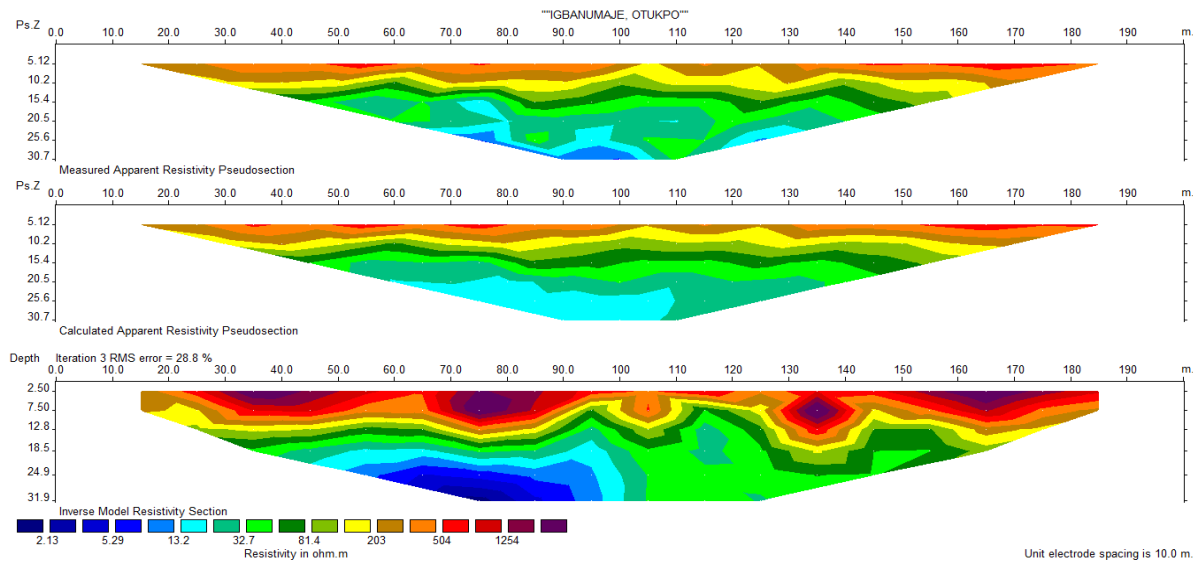 ""IGBANUMAJE, OTUKPO""
Ps.Z 0.0 10.0 20.0 30.0 40.0 50.0 60.0 70.0 80.0 90.0 100 110 120 130 140 150 160 170 180 190 m.
5.12
10.2
15.4
20.5
25.6
30.7
Measured Apparent Resistivity Pseudosection
Ps.Z 0.0 10.0 20.0 30.0 40.0 50.0 60.0 70.0 80.0 90.0 100 110 120 130 140 150 160 170 180 190 m.
5.12
10.2
15.4
20.5
25.6
30.7
Calculated Apparent Resistivity Pseudosection
Depth Iteration 3 RMS error = 28.8 %
0.0 10.0 20.0 30.0 40.0 50.0 60.0 70.0 80.0 90.0 100 110 120 130 140 150 160 170 180 190 m.
2.50
7.50
12.8
18.5
24.9
31.9
Inverse Model Resistivity Section
2.13 5.29 13.2 32.7 81.4 203 504 1254
Resistivity in ohm.m Unit electrode spacing is 10.0 m.